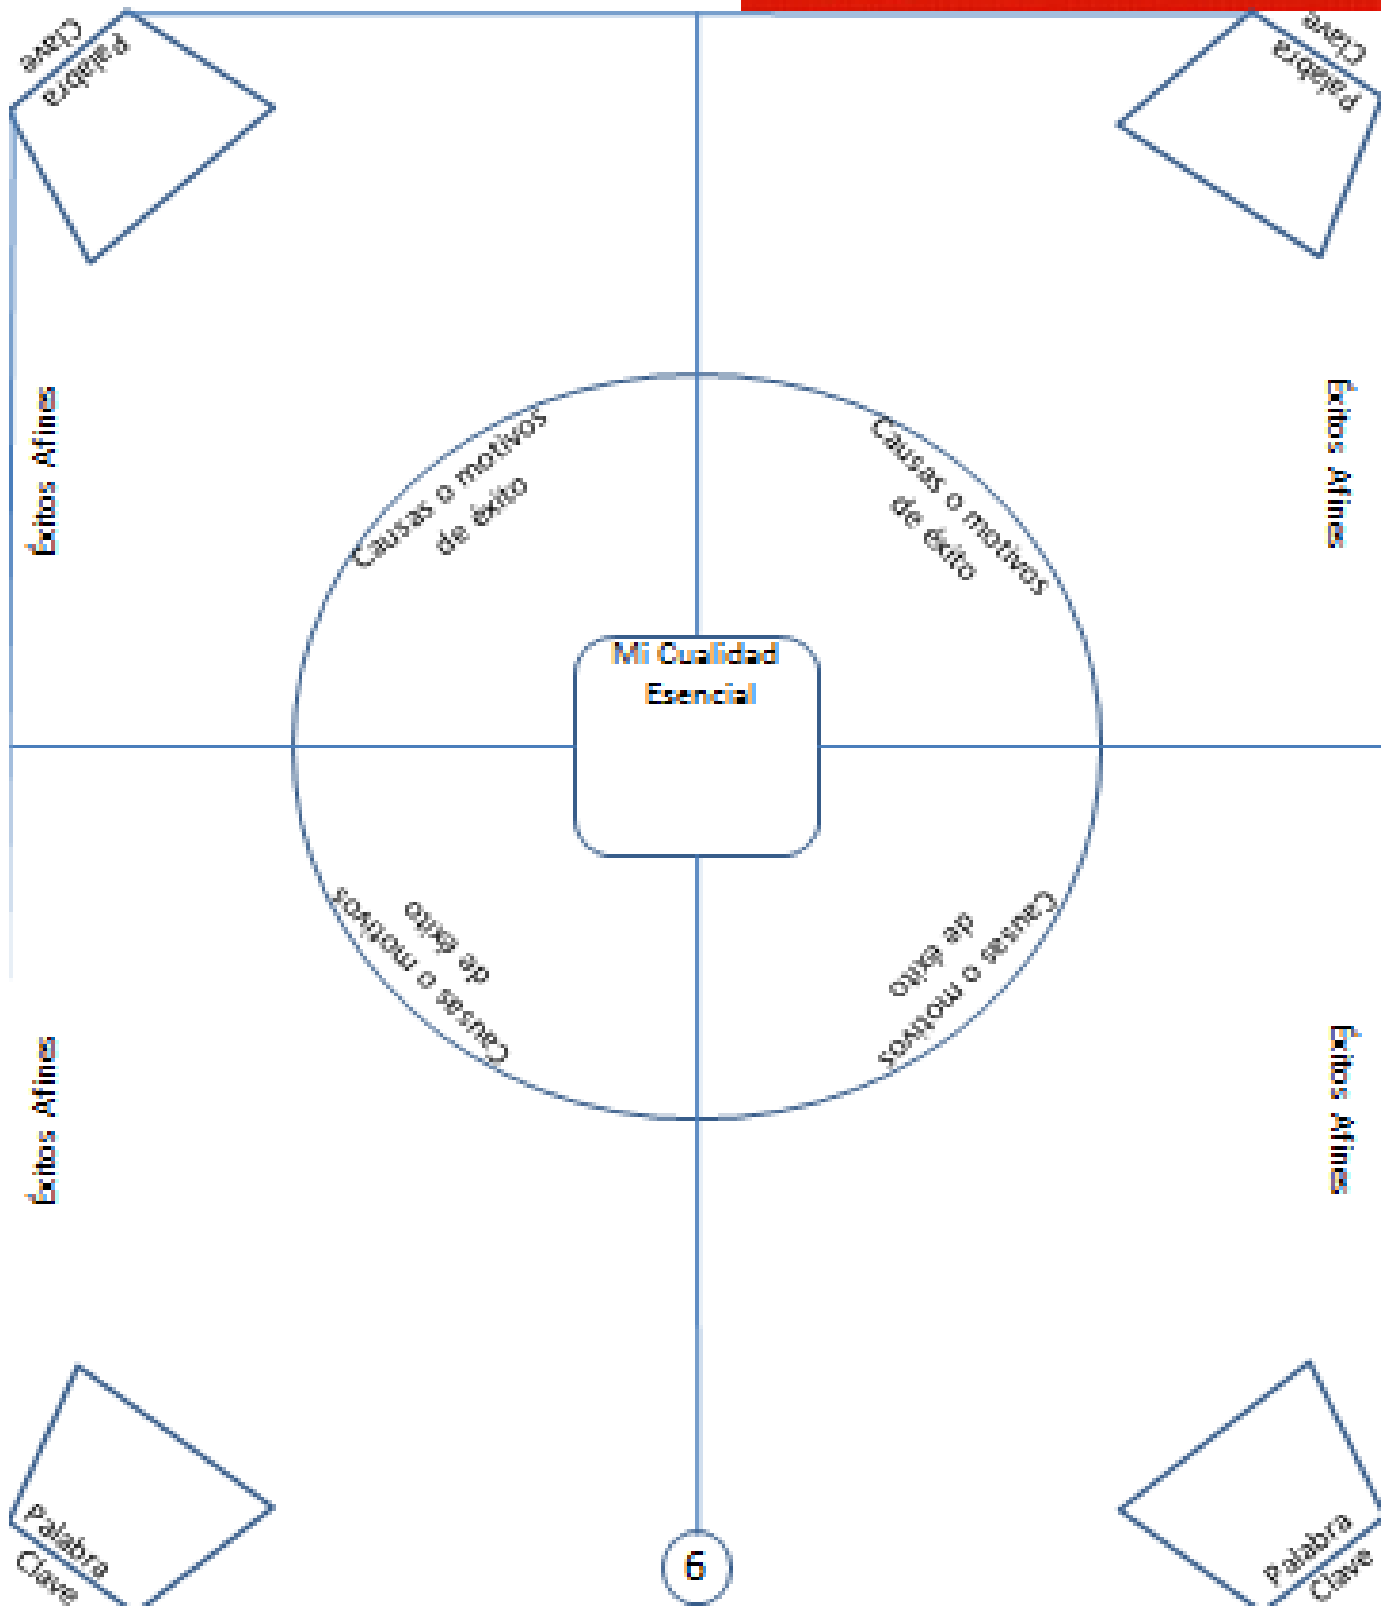 Palabra
Clave
Palabra
Clave
Éxitos Afines
Éxitos Afines
Causas o motivos
de éxito
Causas o motivos
de éxito
Mi Cualidad
Esencial
Causas o motivos
de éxito
Causas o motivos
de éxito
Éxitos Afines
Éxitos Afines
Palabra
Clave
Palabra
Clave
6